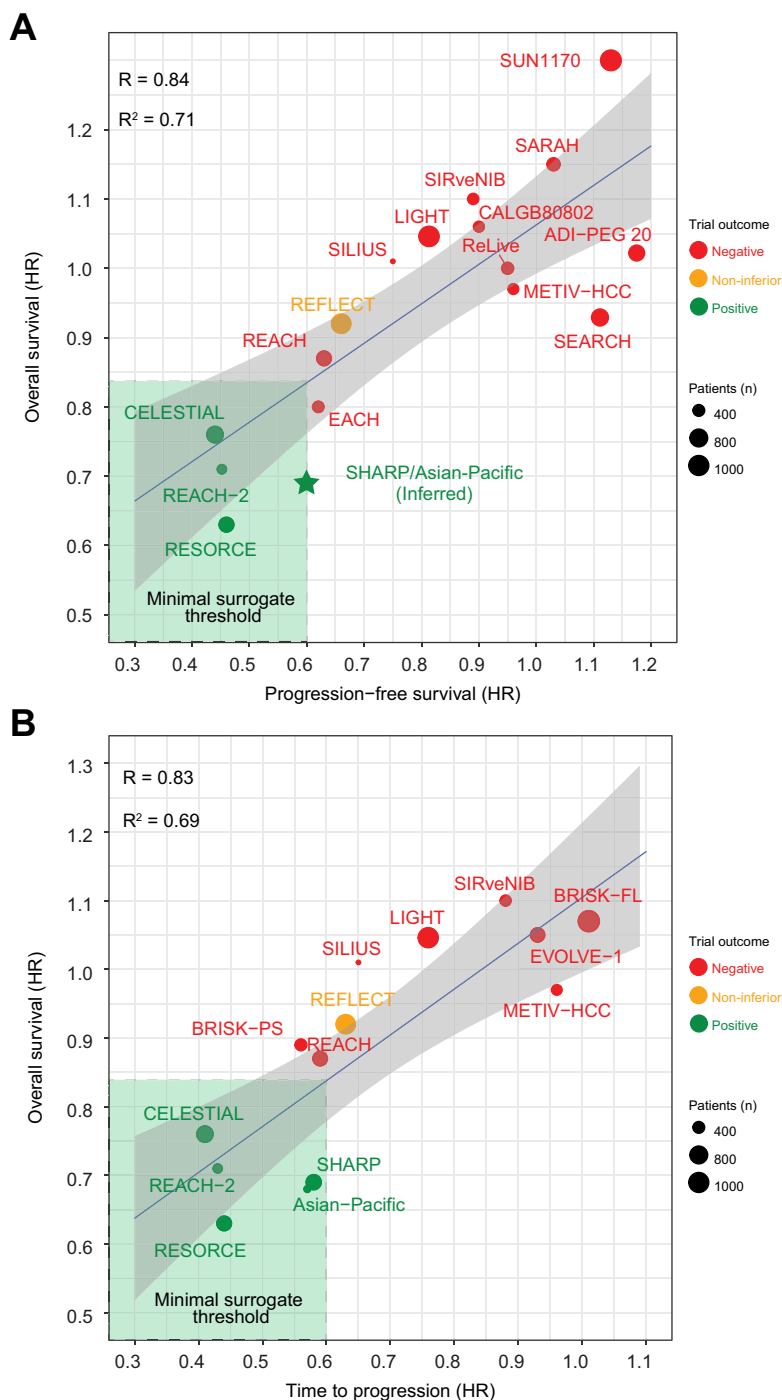 A
R = 0.84
R² = 0.71
SUN1170
SARAH
SIRveNIB
CALGB80802
LIGHT
ADI−PEG 20
ReLive
SILIUS
METIV−HCC
REFLECT
SEARCH
REACH
EACH
CELESTIAL
SHARP/Asian-Pacific
(Inferred)
REACH−2
RESORCE
Minimal surrogate
threshold
Overall survival (HR)
1.2
1.1
1.0
0.9
0.8
0.7
0.6
0.5
0.3 0.4 0.5 0.6 0.7 0.8 0.9 1.0 1.1 1.2
Progression−free survival (HR)
Trial outcome
Negative
Non-inferior
Positive
Patients (n)
400
800
1000
B
R = 0.83
R² = 0.69
SIRveNIB
BRISK−FL
LIGHT
SILIUS
EVOLVE−1
METIV−HCC
REFLECT
BRISK−PS
REACH
CELESTIAL
SHARP
REACH−2
Asian−Pacific
RESORCE
Minimal surrogate
threshold
Overall survival (HR)
1.3
1.2
1.1
1.0
0.9
0.8
0.7
0.6
0.5
0.3 0.4 0.5 0.6 0.7 0.8 0.9 1.0 1.1
Time to progression (HR)
Trial outcome
Negative
Non-inferior
Positive
Patients (n)
400
800
1000